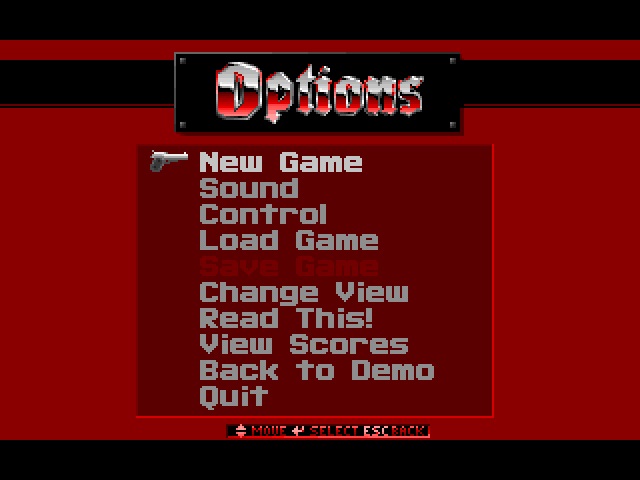 Options
New Game
Sound
Control
Load Game
Save Game
Change View
Read This!
View Scores
Back to Demo
Quit
MOVE SELECT ESC BACK